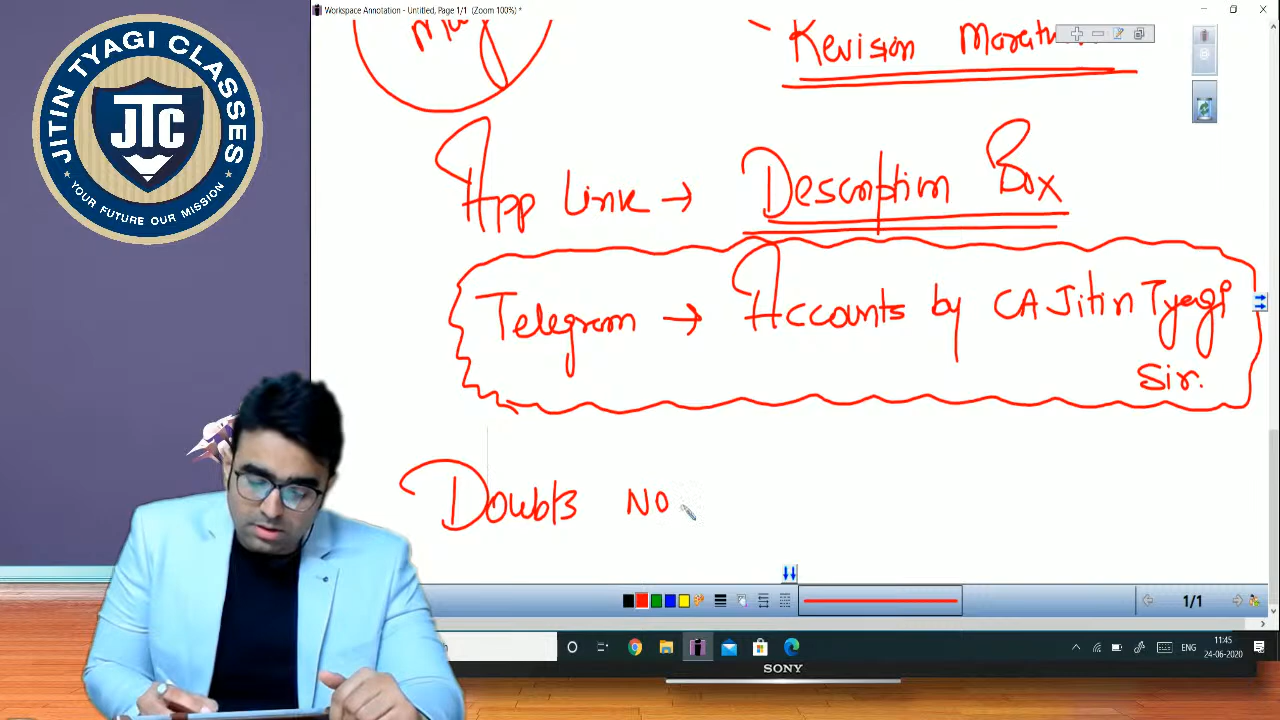 Workspace Annotation - Untitled, Page 1/1 (Zoom 100%) *
JITIN TYAGI CLASSES
JTC
YOUR FUTURE OUR MISSION
Revision
App Link → Description Box
Telegram → Accounts by CA Jitin Tyagi
Sir.
Doubts No
1/1
ENG
11:45
24-06-2020
SONY